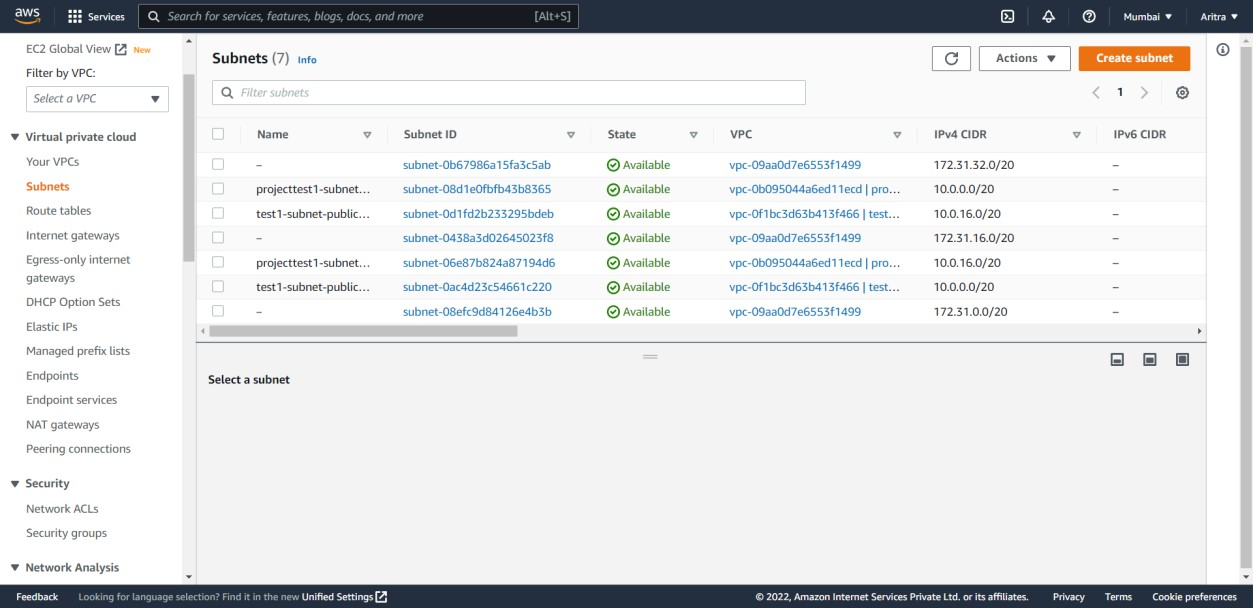 aws
Services
Search for services, features, blogs, docs, and more [Alt+S]
Mumbai ▼
Aritra ▼
EC2 Global View New
Filter by VPC:
Select a VPC
Virtual private cloud
Your VPCs
Subnets
Route tables
Internet gateways
Egress-only internet
gateways
DHCP Option Sets
Elastic IPs
Managed prefix lists
Endpoints
Endpoint services
NAT gateways
Peering connections
Security
Network ACLs
Security groups
Network Analysis
Subnets (7) Info
Actions ▼
Create subnet
Filter subnets
1
Name Subnet ID State VPC IPv4 CIDR IPv6 CIDR
– subnet-0b67986a15fa3c5ab Available vpc-09aa0d7e6553f1499 172.31.32.0/20 –
projecttest1-subnet... subnet-08d1e0fbfb43b8365 Available vpc-0b095044a6ed11ecd | pro... 10.0.0.0/20 –
test1-subnet-public... subnet-0d1fd2b233295bdeb Available vpc-0f1bc3d63b413f466 | test... 10.0.16.0/20 –
– subnet-0438a3d02645023f8 Available vpc-09aa0d7e6553f1499 172.31.16.0/20 –
projecttest1-subnet... subnet-06e87b824a87194d6 Available vpc-0b095044a6ed11ecd | pro... 10.0.16.0/20 –
test1-subnet-public... subnet-0ac4d23c54661c220 Available vpc-0f1bc3d63b413f466 | test... 10.0.0.0/20 –
– subnet-08efc9d84126e4b3b Available vpc-09aa0d7e6553f1499 172.31.0.0/20 –
Select a subnet
Feedback Looking for language selection? Find it in the new Unified Settings
© 2022, Amazon Internet Services Private Ltd. or its affiliates. Privacy Terms Cookie preferences